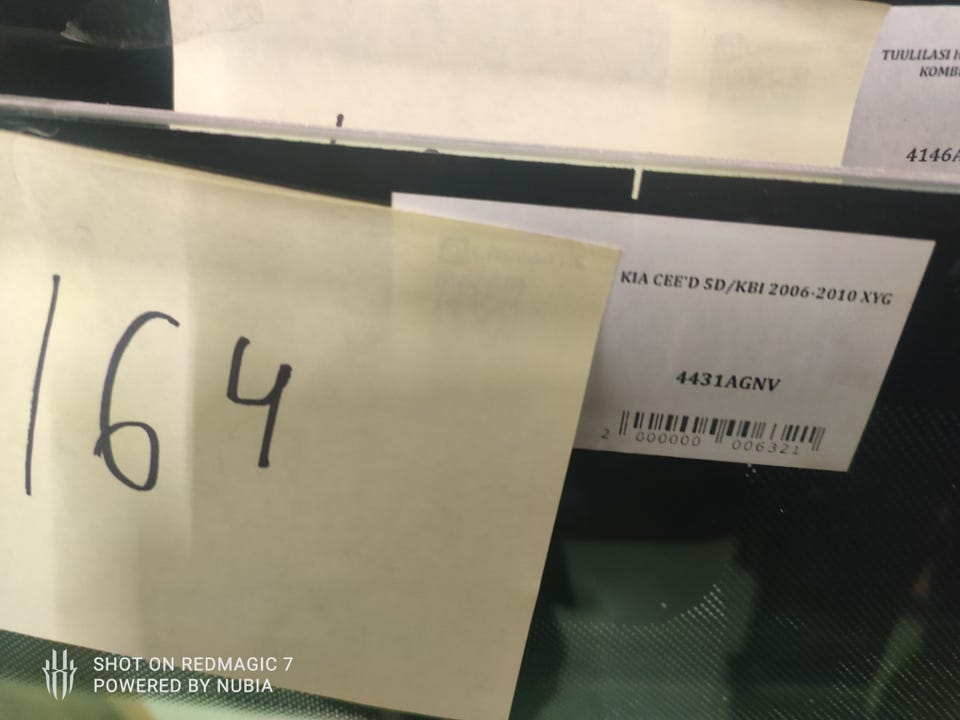 TUULILASI
4146A
KIA CEE'D 5D/KBI 2006-2010 XYG
4431AGNV
2 000000 006321
164
SHOT ON REDMAGIC 7
POWERED BY NUBIA